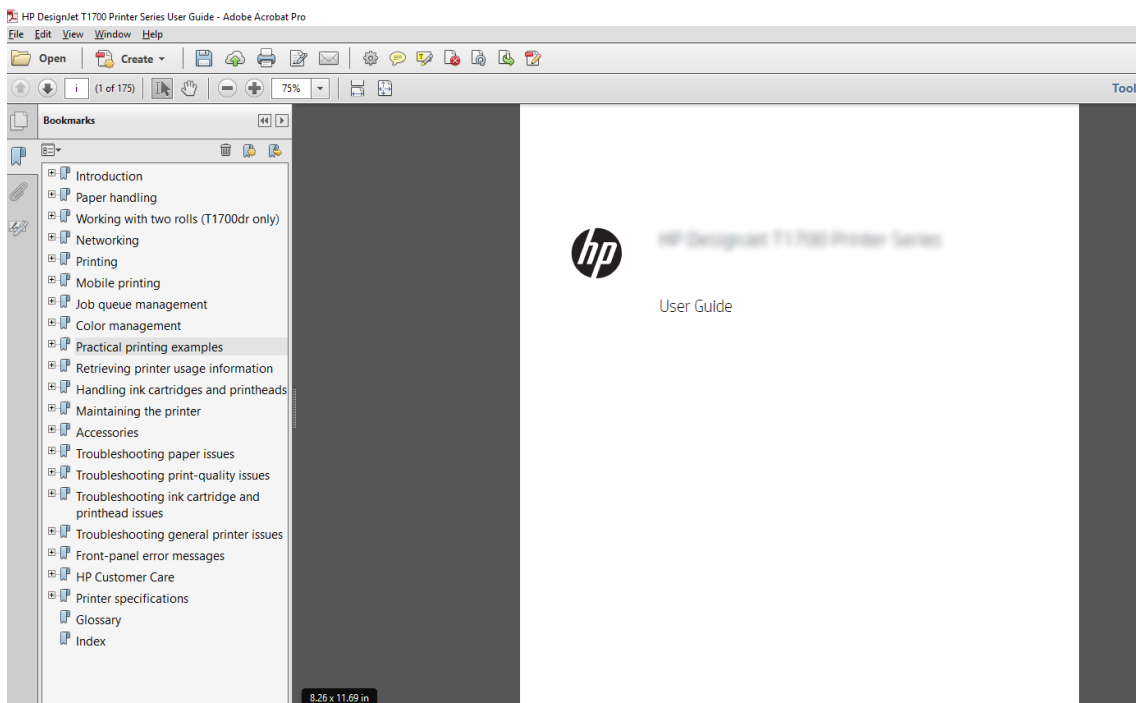 HP DesignJet T1700 Printer Series User Guide - Adobe Acrobat Pro
File Edit View Window Help
Open Create
i (1 of 175) 75% Tool
Bookmarks
Introduction
Paper handling
Working with two rolls (T1700dr only)
Networking
Printing
Mobile printing
Job queue management
Color management
Practical printing examples
Retrieving printer usage information
Handling ink cartridges and printheads
Maintaining the printer
Accessories
Troubleshooting paper issues
Troubleshooting print-quality issues
Troubleshooting ink cartridge and
printhead issues
Troubleshooting general printer issues
Front-panel error messages
HP Customer Care
Printer specifications
Glossary
Index
8.26 x 11.69 in
hp
User Guide